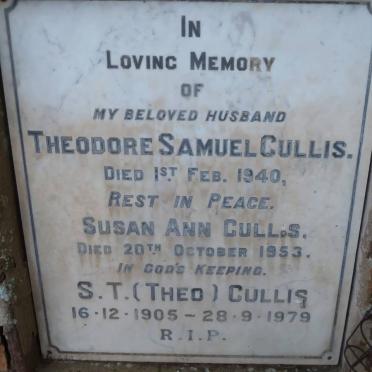 In
Loving Memory
of
my beloved husband
Theodore Samuel Cullis.
Died 1st Feb. 1940,
Rest in Peace.
Susan Ann Cullis.
Died 20th October 1953.
In God's Keeping.
S.T. (Theo) Cullis
16-12-1905 - 28-9-1979
R.I.P.